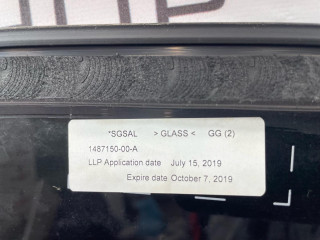 *SGSAL > GLASS < GG (2)
1487150-00-A
LLP Application date July 15, 2019
Expire date October 7, 2019